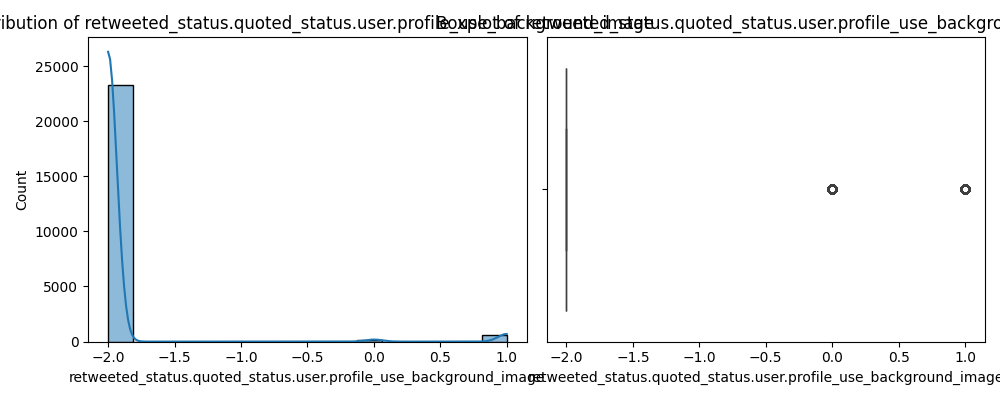 ribution of retweeted_status.quoted_status.user.profile_use_background_image
Boxplot of retweeted_status.quoted_status.user.profile_use_backgro
Count
25000
20000
15000
10000
5000
0
−2.0 −1.5 −1.0 −0.5 0.0 0.5 1.0
−2.0 −1.5 −1.0 −0.5 0.0 0.5 1.0
retweeted_status.quoted_status.user.profile_use_background_image
retweeted_status.quoted_status.user.profile_use_background_image